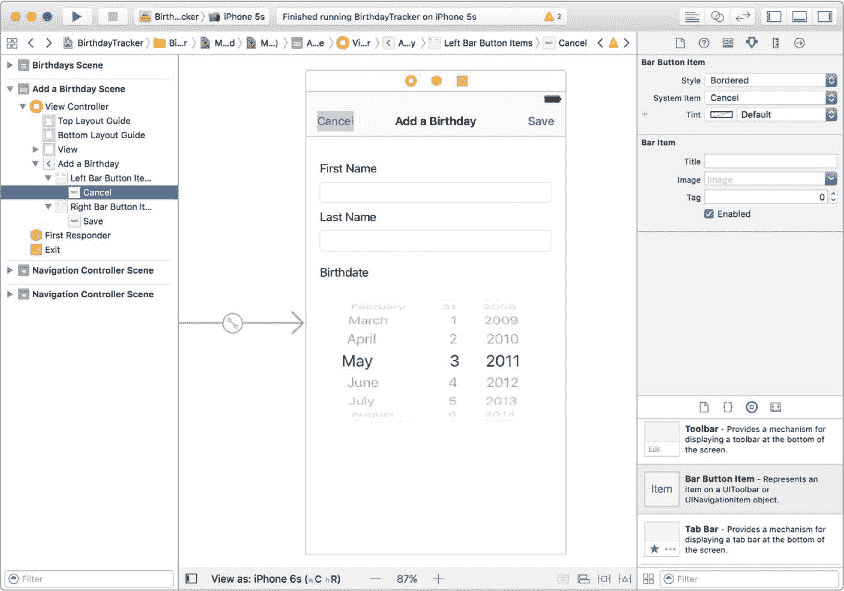 Birth...cker iPhone 5s Finished running BirthdayTracker on iPhone 5s 2
BirthdayTracker Bi...r M...d M...) A...e Vi...r A...y Left Bar Button Items Cancel
Birthdays Scene
Add a Birthday Scene
View Controller
Top Layout Guide
Bottom Layout Guide
View
Add a Birthday
Left Bar Button Ite...
Cancel
Right Bar Button It...
Save
First Responder
Exit
Navigation Controller Scene
Navigation Controller Scene
Filter
Cancel Add a Birthday Save
First Name
Last Name
Birthdate
February 31 2008
March 1 2009
April 2 2010
May 3 2011
June 4 2012
July 5 2013
August 6 2014
View as: iPhone 6s (wC hR) — 87% +
Bar Button Item
Style Bordered
System Item Cancel
+ Tint Default
Bar Item
Title
Image Image
Tag 0
Enabled
Edit
Toolbar - Provides a mechanism for
displaying a toolbar at the bottom of
the screen.
Item
Bar Button Item - Represents an
item on a UIToolbar or
UINavigationItem object.
Tab Bar - Provides a mechanism for
displaying a tab bar at the bottom of
the screen.
Filter